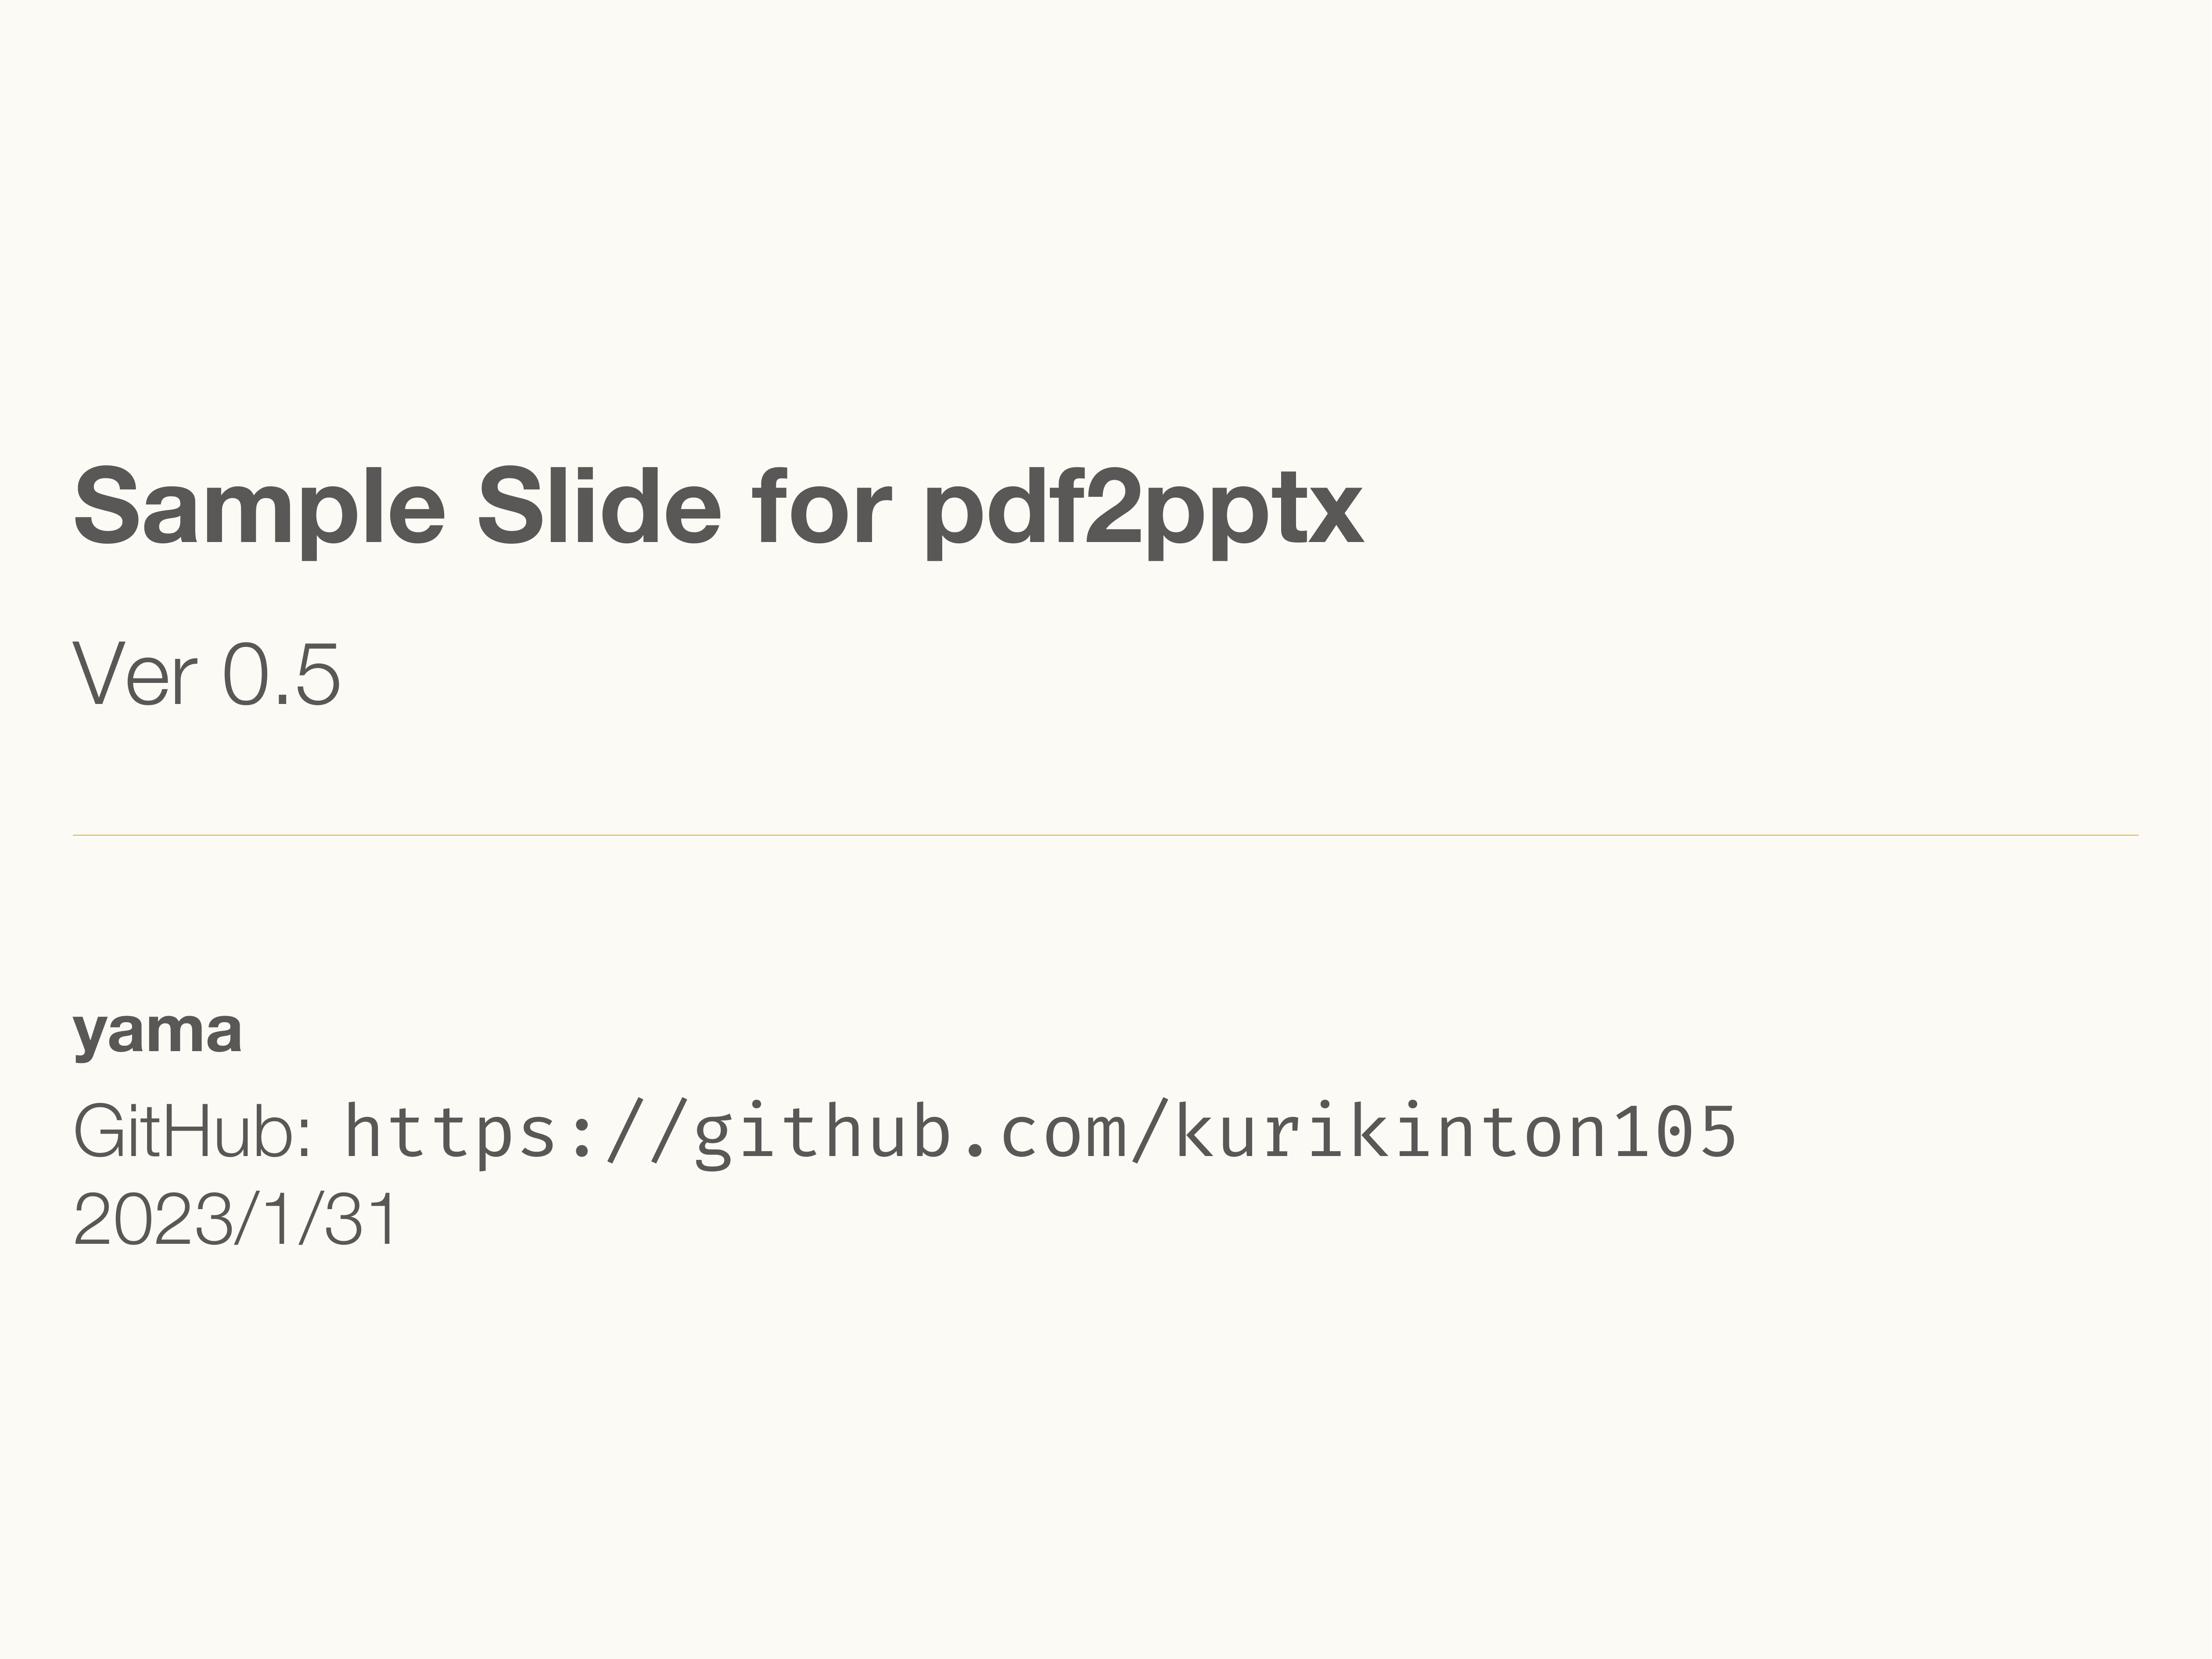 Sample Slide for pdf2pptx
Ver 0.5
yama
GitHub: https://github.com/kurikinton105
2023/1/31